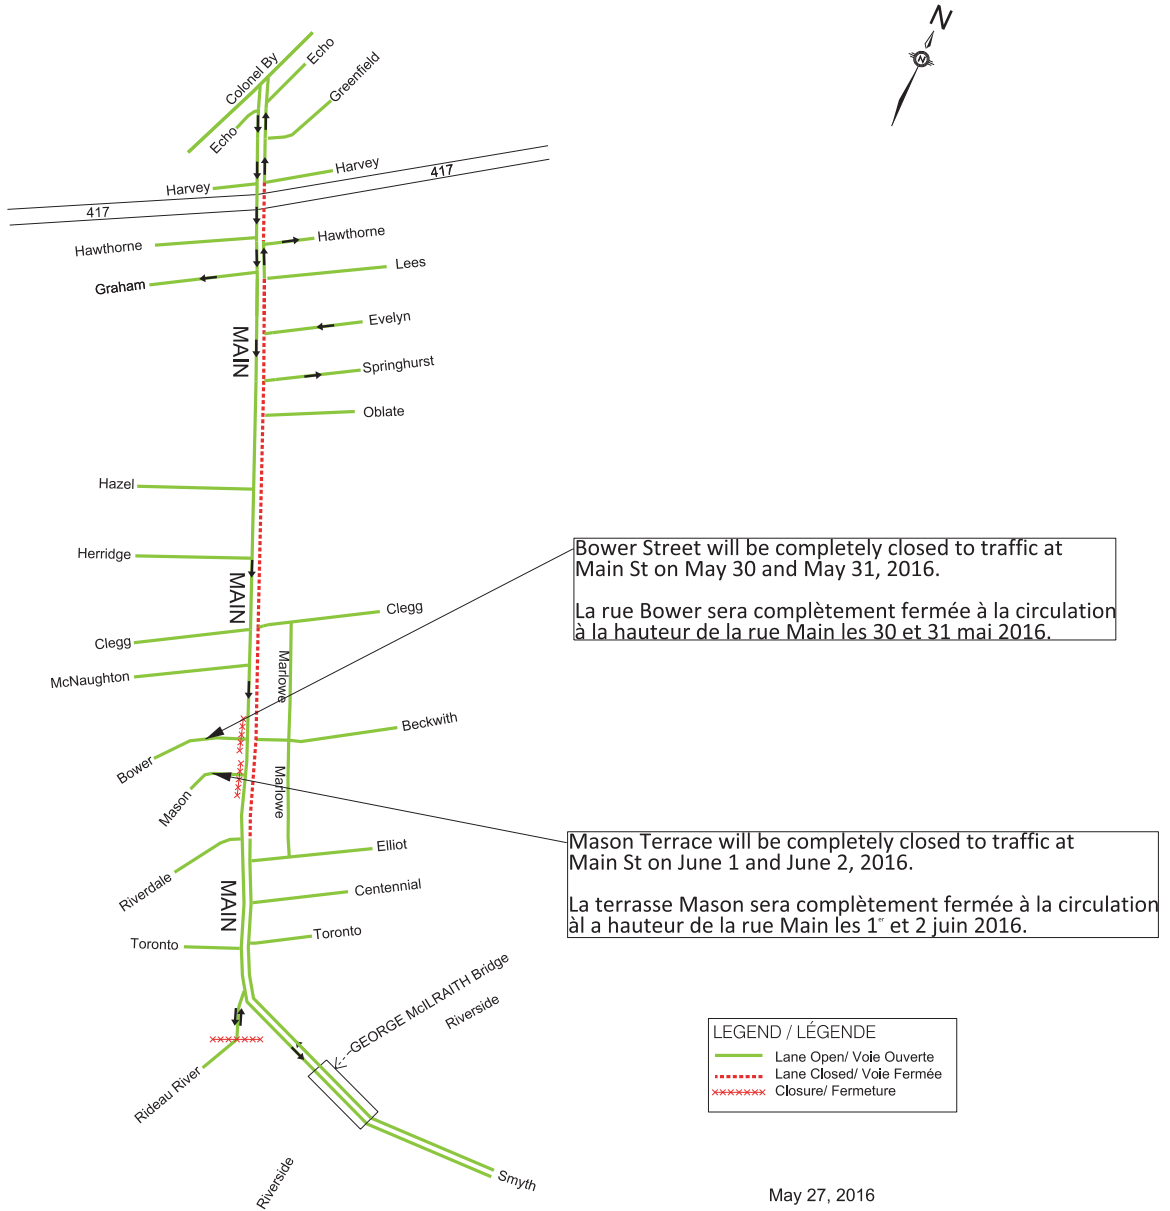 N
N
Colonel By
Echo
Greenfield
Echo
Harvey
Harvey
417
417
Hawthorne
Hawthorne
Graham
Lees
MAIN
Evelyn
Springhurst
Oblate
Hazel
Herridge
MAIN
Clegg
Clegg
McNaughton
Marlowe
Bower
Beckwith
Mason
Marlowe
Riverdale
Elliot
MAIN
Centennial
Toronto
Toronto
Bower Street will be completely closed to traffic at
Main St on May 30 and May 31, 2016.
La rue Bower sera complètement fermée à la circulation
à la hauteur de la rue Main les 30 et 31 mai 2016.
Mason Terrace will be completely closed to traffic at
Main St on June 1 and June 2, 2016.
La terrasse Mason sera complètement fermée à la circulation
àl a hauteur de la rue Main les 1er et 2 juin 2016.
GEORGE McILRAITH Bridge
Riverside
Rideau River
Riverside
Smyth
LEGEND / LÉGENDE
Lane Open/ Voie Ouverte
Lane Closed/ Voie Fermée
Closure/ Fermeture
May 27, 2016